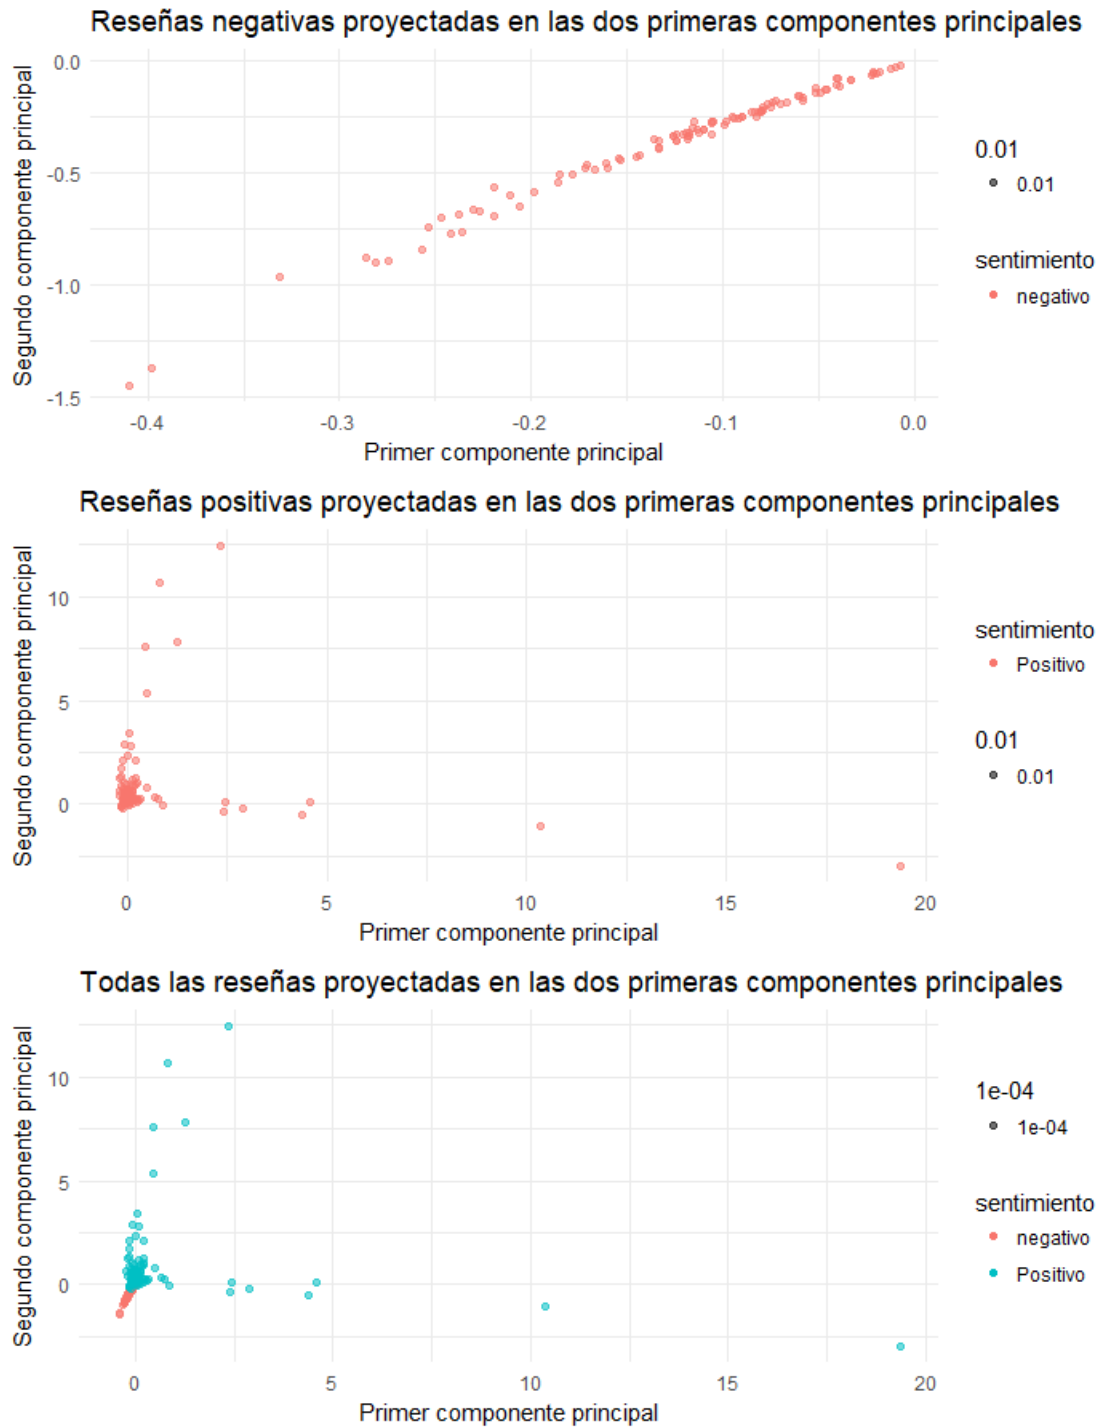 Reseñas negativas proyectadas en las dos primeras componentes principales
Segundo componente principal
0.0
-0.5
-1.0
-1.5
-0.4
-0.3
-0.2
-0.1
0.0
Primer componente principal
0.01
0.01
sentimiento
negativo
Reseñas positivas proyectadas en las dos primeras componentes principales
Segundo componente principal
10
5
0
0
5
10
15
20
Primer componente principal
sentimiento
Positivo
0.01
0.01
Todas las reseñas proyectadas en las dos primeras componentes principales
Segundo componente principal
10
5
0
0
5
10
15
20
Primer componente principal
1e-04
1e-04
sentimiento
negativo
Positivo